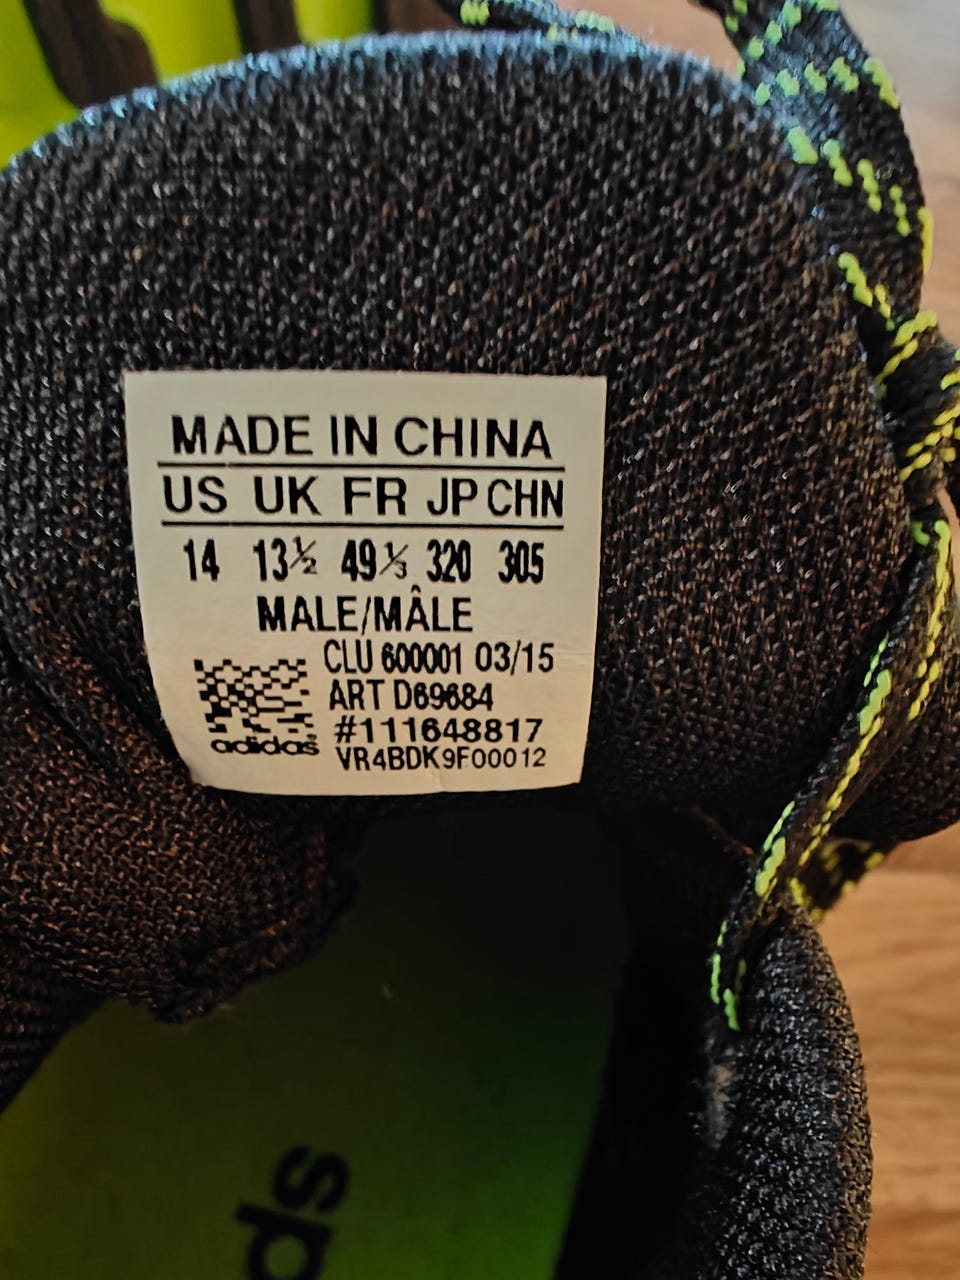 MADE IN CHINA
US UK FR JP CHN
14 13½ 49⅓ 320 305
MALE/MÂLE
CLU 600001 03/15
ART D69684
#111648817
adidas
VR4BDK9F00012
ds